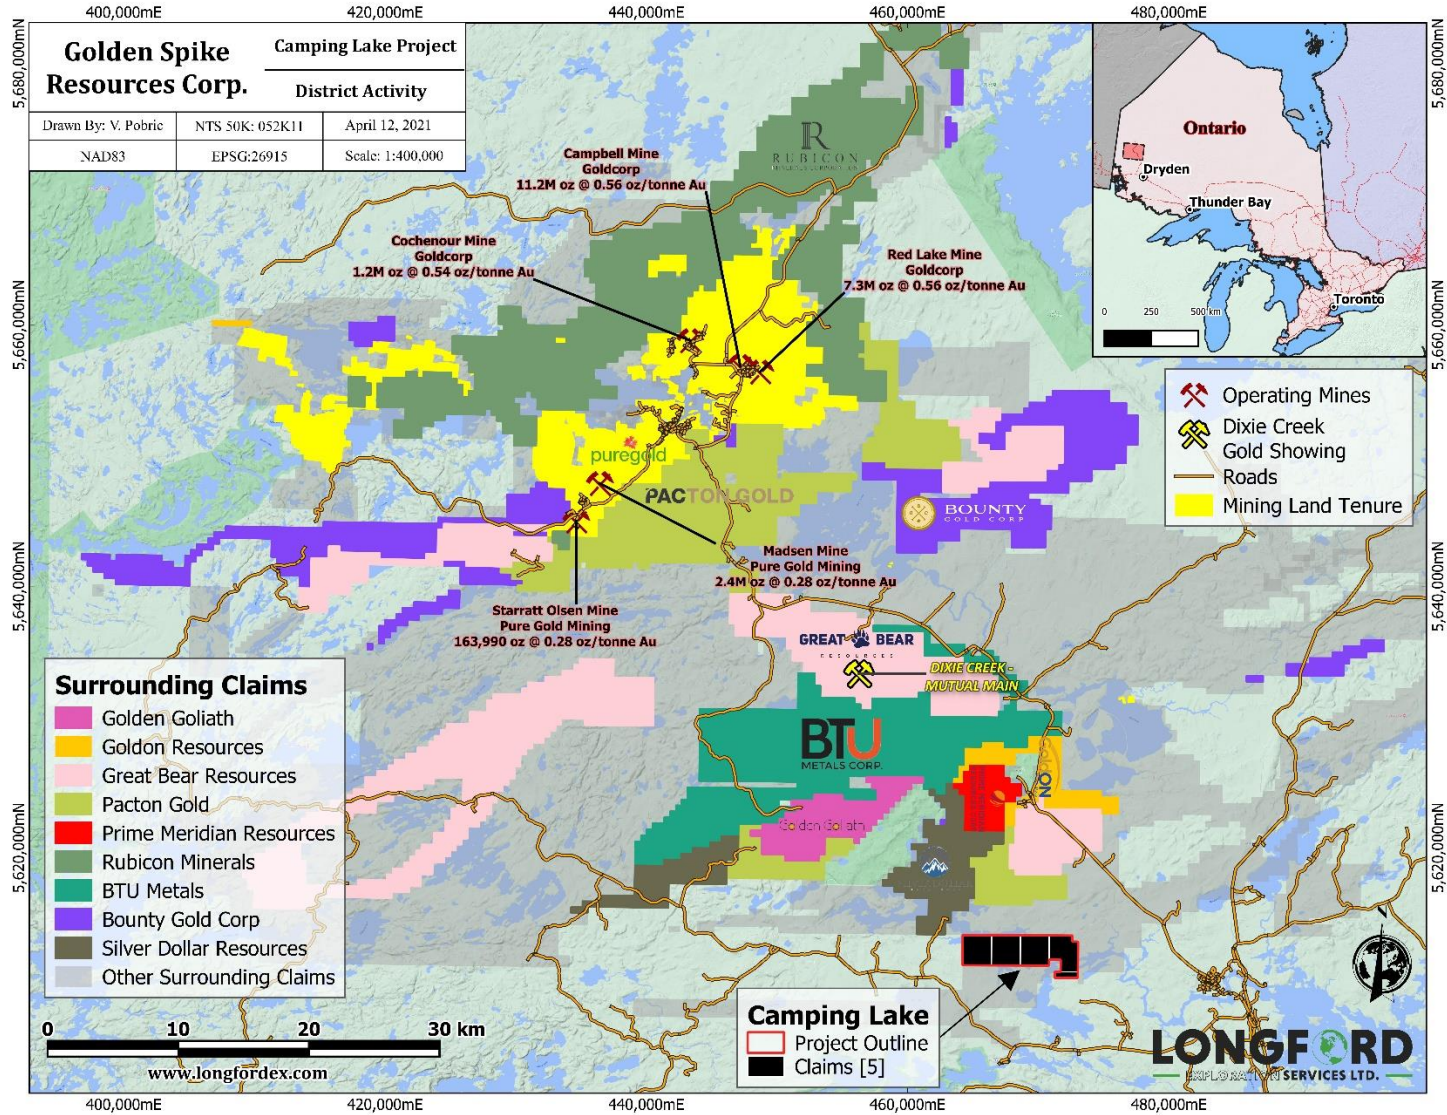 400,000mE
420,000mE
440,000mE
460,000mE
480,000mE
5,680,000mN
5,660,000mN
5,640,000mN
5,620,000mN
5,680,000mN
5,660,000mN
5,640,000mN
5,620,000mN
Golden Spike
Resources Corp.
Camping Lake Project
District Activity
Drawn By: V. Pobric
NTS 50K: 052K11
April 12, 2021
NAD83
EPSG:26915
Scale: 1:400,000
RUBICON
Campbell Mine
Goldcorp
11.2M oz @ 0.56 oz/tonne Au
Cochenour Mine
Goldcorp
1.2M oz @ 0.54 oz/tonne Au
Red Lake Mine
Goldcorp
7.3M oz @ 0.56 oz/tonne Au
Ontario
Dryden
Thunder Bay
Toronto
0 250 500 km
Operating Mines
Dixie Creek
Gold Showing
Roads
Mining Land Tenure
puregold
PACTON GOLD
BOUNTY
GOLD CORP
Madsen Mine
Pure Gold Mining
2.4M oz @ 0.28 oz/tonne Au
Starratt Olsen Mine
Pure Gold Mining
163,990 oz @ 0.28 oz/tonne Au
GREAT BEAR
RESOURCES
DIXIE CREEK -
MUTUAL MAIN
BTU
METALS CORP.
GoldON
Golden Goliath
Surrounding Claims
Golden Goliath
Goldon Resources
Great Bear Resources
Pacton Gold
Prime Meridian Resources
Rubicon Minerals
BTU Metals
Bounty Gold Corp
Silver Dollar Resources
Other Surrounding Claims
0 10 20 30 km
www.longfordex.com
Camping Lake
Project Outline
Claims [5]
LONGFORD
EXPLORATION SERVICES LTD.
400,000mE
420,000mE
440,000mE
460,000mE
480,000mE